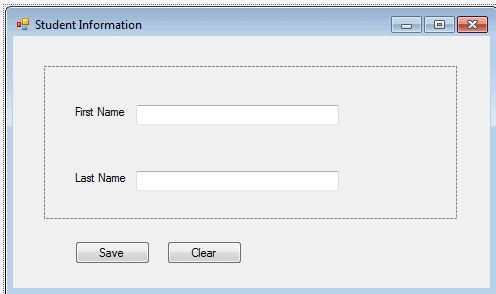 Student Information
First Name
Last Name
Save Clear